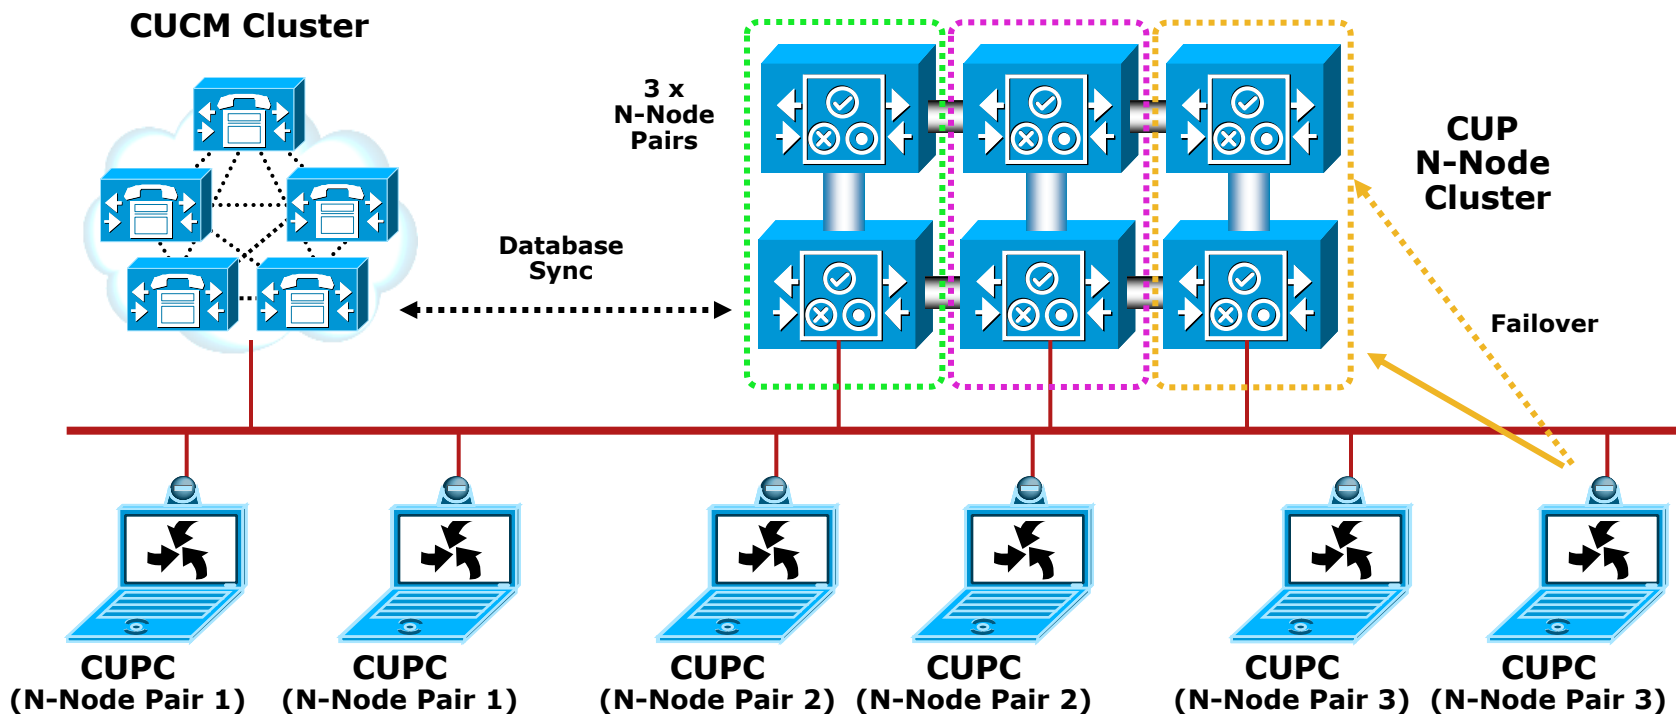 CUCM Cluster
3 x
N-Node
Pairs
CUP
N-Node
Cluster
Database
Sync
Failover
CUPC
(N-Node Pair 1)
CUPC
(N-Node Pair 1)
CUPC
(N-Node Pair 2)
CUPC
(N-Node Pair 2)
CUPC
(N-Node Pair 3)
CUPC
(N-Node Pair 3)